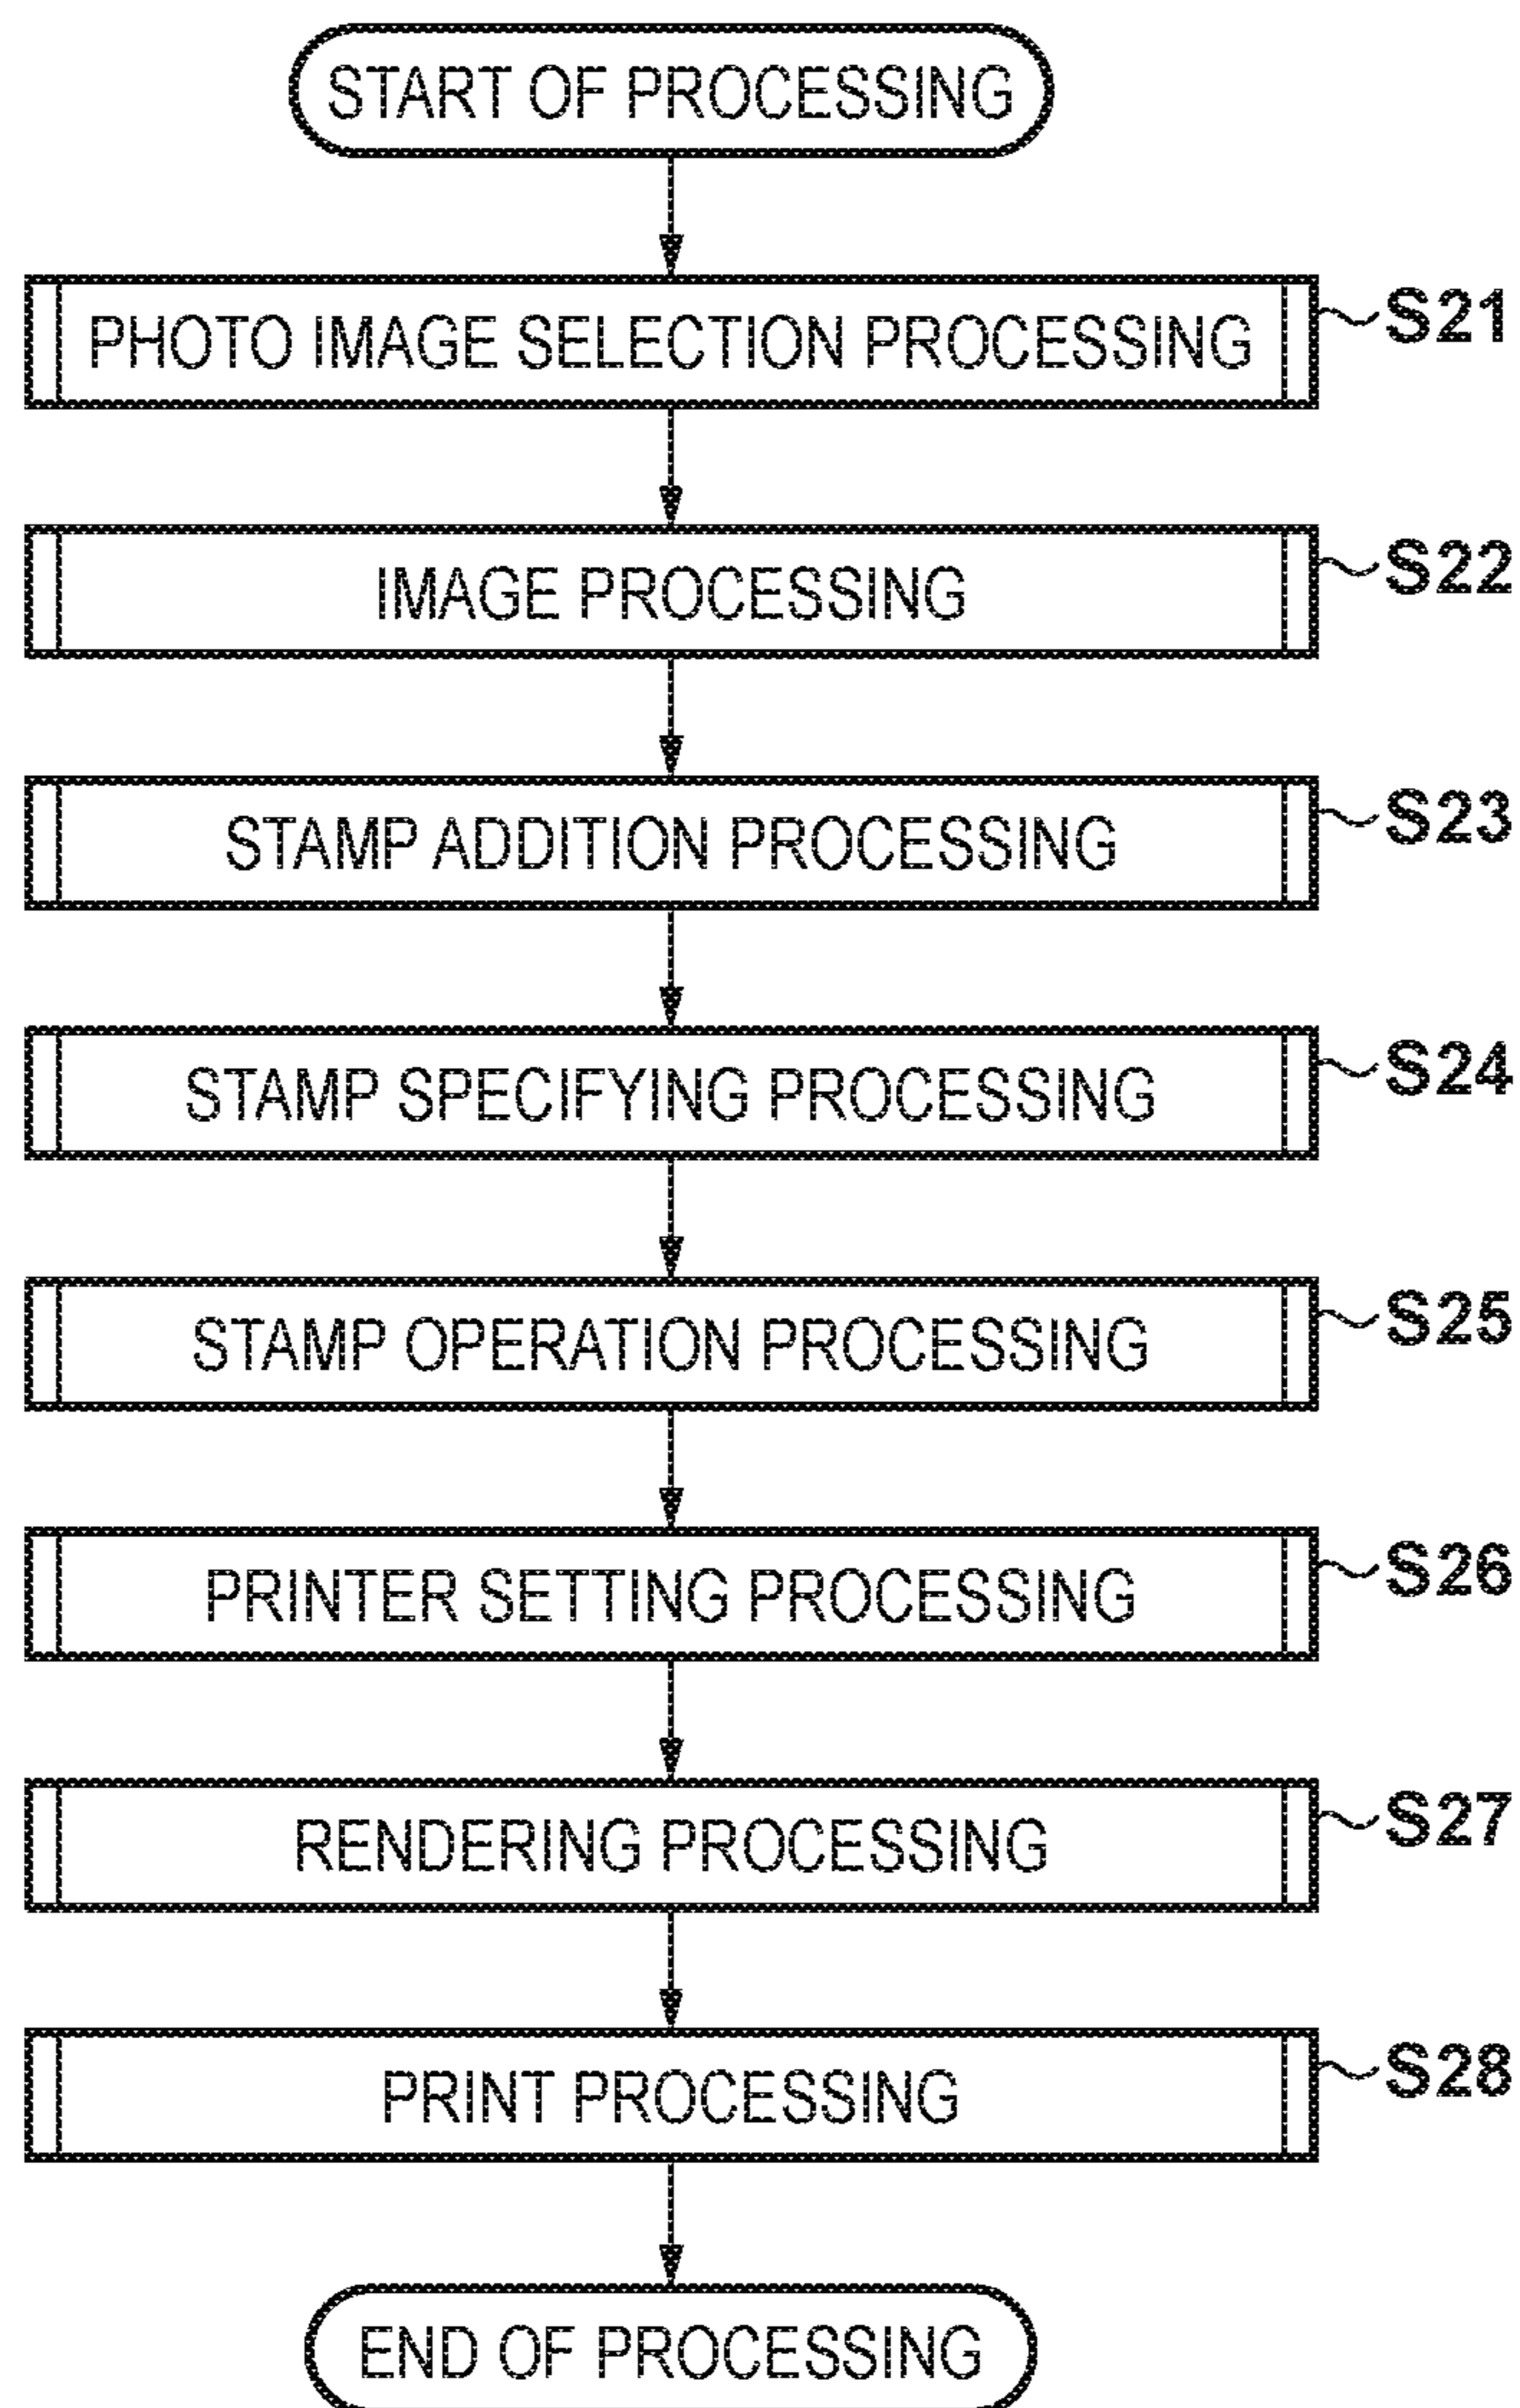 START OF PROCESSING
PHOTO IMAGE SELECTION PROCESSING
S21
IMAGE PROCESSING
S22
STAMP ADDITION PROCESSING
S23
STAMP SPECIFYING PROCESSING
S24
STAMP OPERATION PROCESSING
S25
PRINTER SETTING PROCESSING
S26
RENDERING PROCESSING
S27
PRINT PROCESSING
S28
END OF PROCESSING